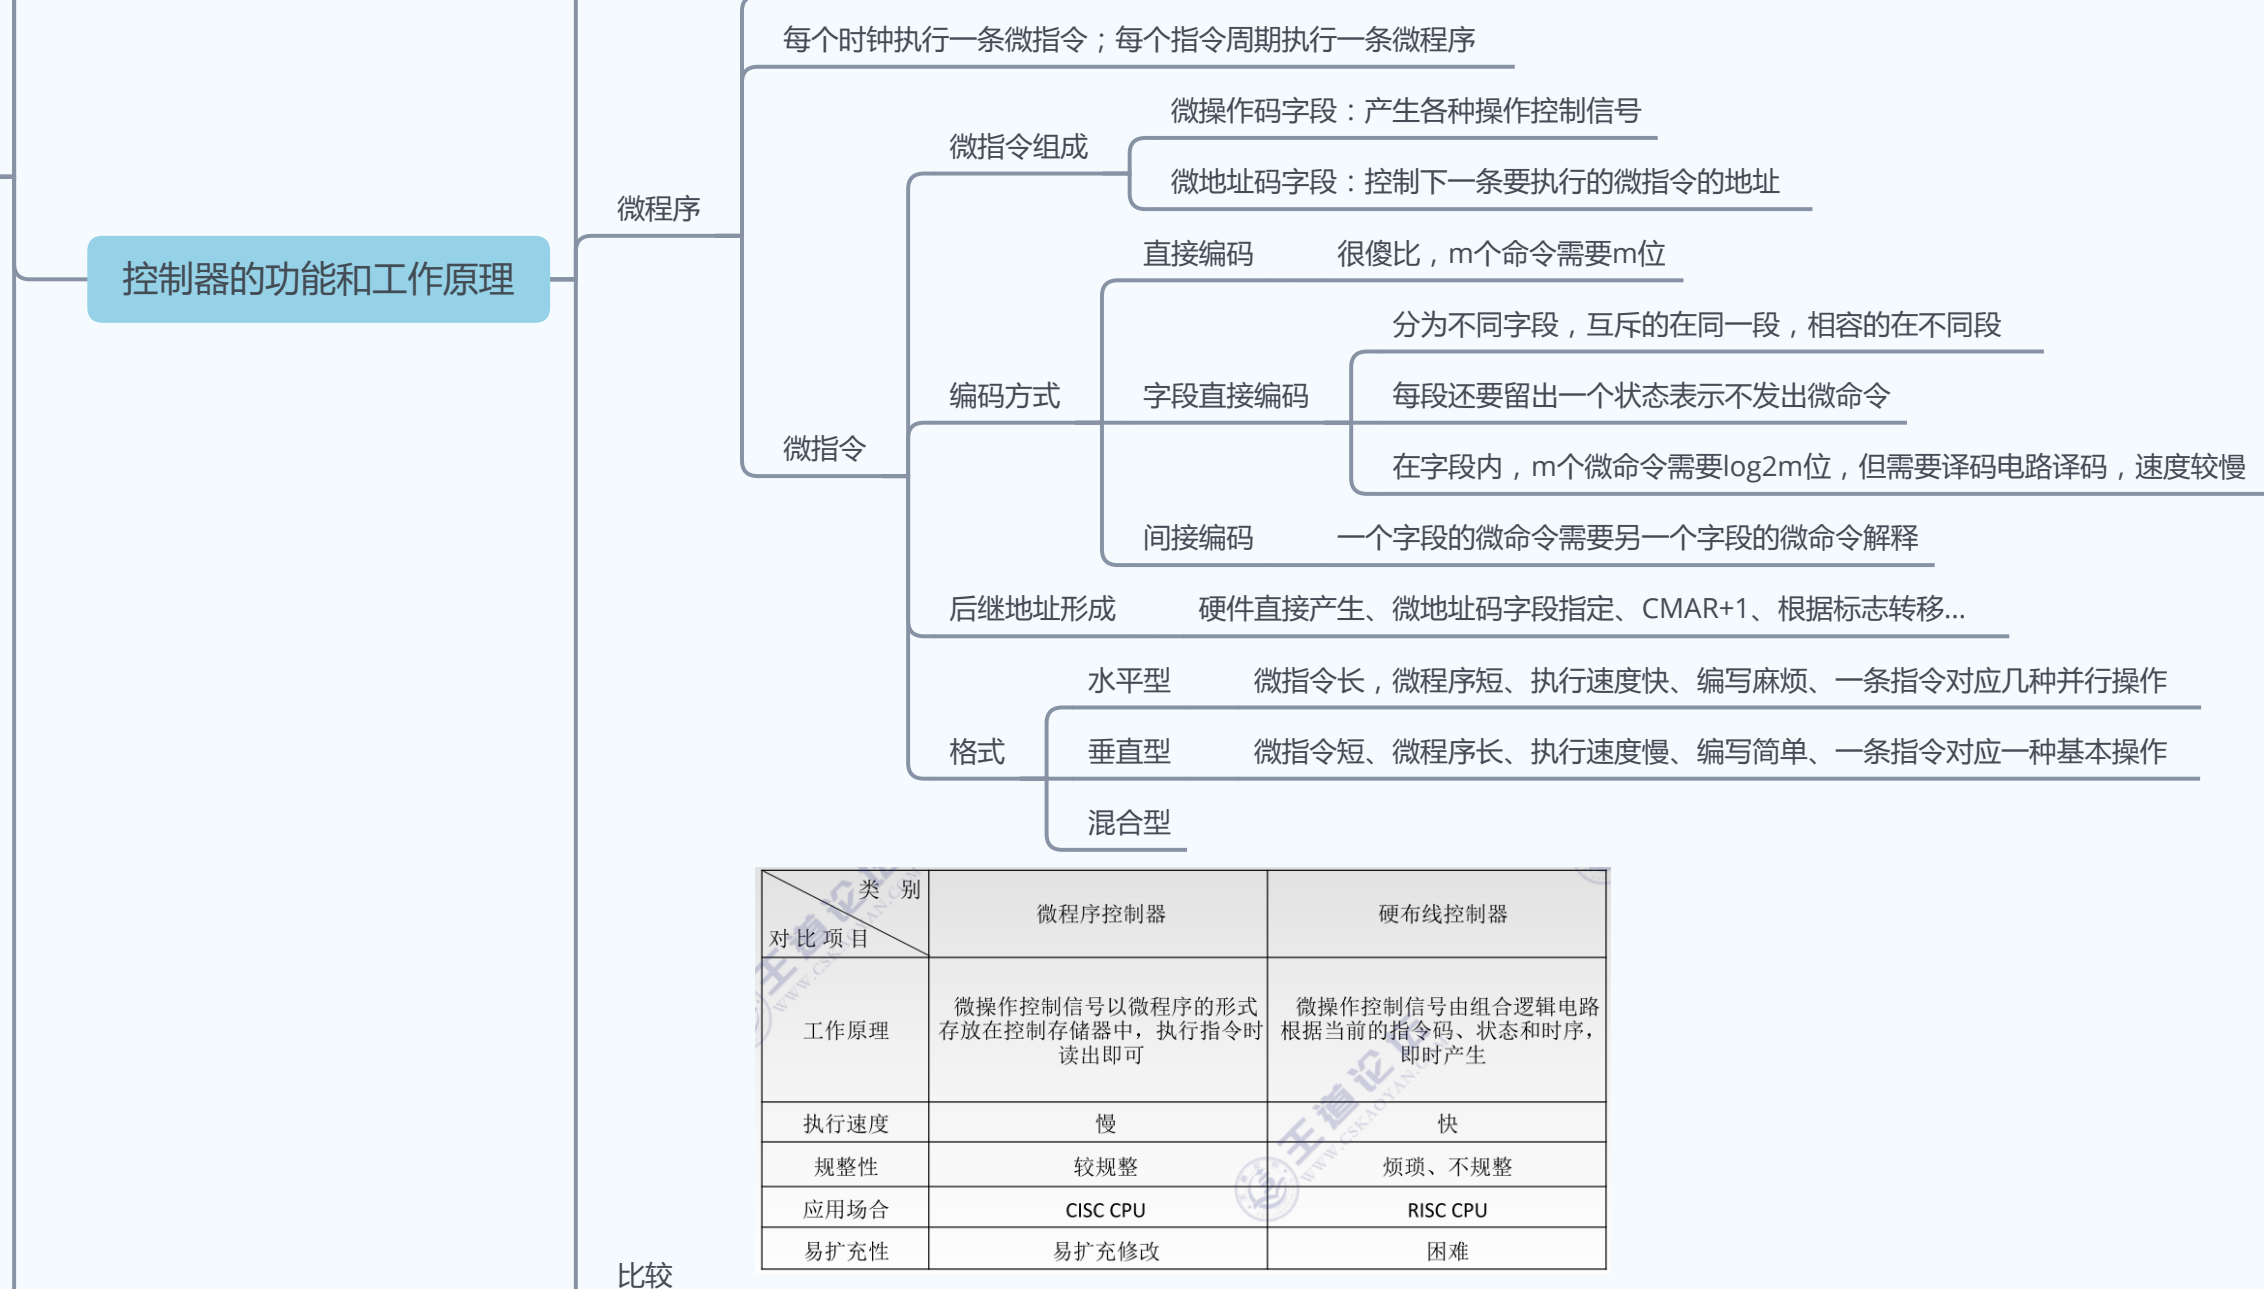 每个时钟执行一条微指令；每个指令周期执行一条微程序
微操作码字段：产生各种操作控制信号
微指令组成
微地址码字段：控制下一条要执行的微指令的地址
微程序
直接编码 很傻比，m个命令需要m位
控制器的功能和工作原理
分为不同字段，互斥的在同一段，相容的在不同段
编码方式 字段直接编码 每段还要留出一个状态表示不发出微命令
微指令
在字段内，m个微命令需要log2m位，但需要译码电路译码，速度较慢
间接编码 一个字段的微命令需要另一个字段的微命令解释
后继地址形成 硬件直接产生、微地址码字段指定、CMAR+1、根据标志转移...
水平型 微指令长，微程序短、执行速度快、编写麻烦、一条指令对应几种并行操作
格式 垂直型 微指令短、微程序长、执行速度慢、编写简单、一条指令对应一种基本操作
混合型
类 别
对比项目
微程序控制器 硬布线控制器
工作原理
微操作控制信号以微程序的形式
存放在控制存储器中，执行指令时
读出即可
微操作控制信号由组合逻辑电路
根据当前的指令码、状态和时序，
即时产生
执行速度 慢 快
规整性 较规整 烦琐、不规整
应用场合 CISC CPU RISC CPU
易扩充性 易扩充修改 困难
比较
王道论坛
WWW.CSKAOYAN.COM
王道论坛
WWW.CSKAOYAN.COM